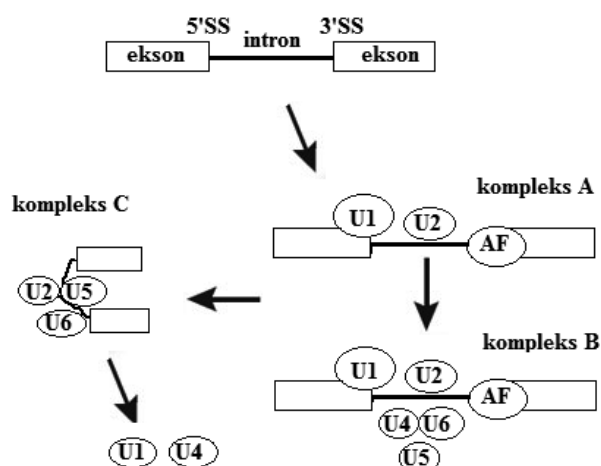 5'SS 3'SS
intron
ekson ekson
kompleks A
U1 U2 AF
kompleks C
U2 U5
U6
kompleks B
U1 U2 AF
U4 U6
U5
U1 U4